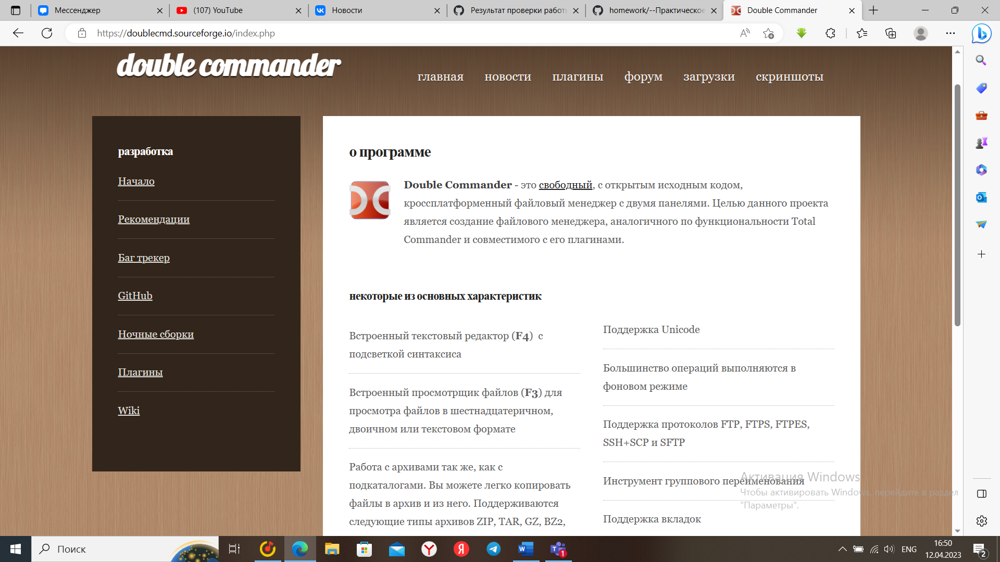 Мессенджер
(107) YouTube
Новости
Результат проверки работ
homework/--Практическое
Double Commander
https://doublecmd.sourceforge.io/index.php
double commander
главная новости плагины форум загрузки скриншоты
разработка
Начало
Рекомендации
Баг трекер
GitHub
Ночные сборки
Плагины
Wiki
о программе
Double Commander - это свободный, с открытым исходным кодом,
кроссплатформенный файловый менеджер с двумя панелями. Целью данного проекта
является создание файлового менеджера, аналогичного по функциональности Total
Commander и совместимого с его плагинами.
некоторые из основных характеристик
Встроенный текстовый редактор (F4) с
подсветкой синтаксиса
Встроенный просмотрщик файлов (F3) для
просмотра файлов в шестнадцатеричном,
двоичном или текстовом формате
Работа с архивами так же, как с
подкаталогами. Вы можете легко копировать
файлы в архив и из него. Поддерживаются
следующие типы архивов ZIP, TAR, GZ, BZ2,
Поддержка Unicode
Большинство операций выполняются в
фоновом режиме
Поддержка протоколов FTP, FTPS, FTPES,
SSH+SCP и SFTP
Инструмент группового переименования
Поддержка вкладок
Активация Windows
Чтобы активировать Windows, перейдите в раздел
"Параметры".
Поиск
1
ENG
16:50
12.04.2023
2